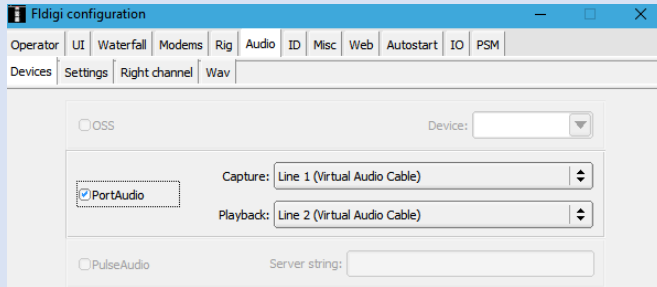 Fldigi configuration
Operator UI Waterfall Modems Rig Audio ID Misc Web Autostart IO PSM
Devices Settings Right channel Wav
OSS Device:
Capture: Line 1 (Virtual Audio Cable)
PortAudio
Playback: Line 2 (Virtual Audio Cable)
PulseAudio Server string: